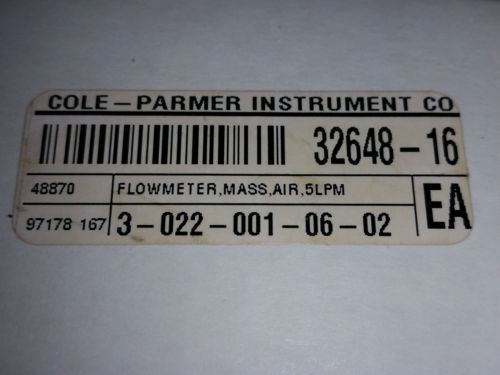 COLE-PARMER INSTRUMENT CO
32648-16
48870 FLOWMETER,MASS,AIR,5LPM EA
97178 167 3-022-001-06-02